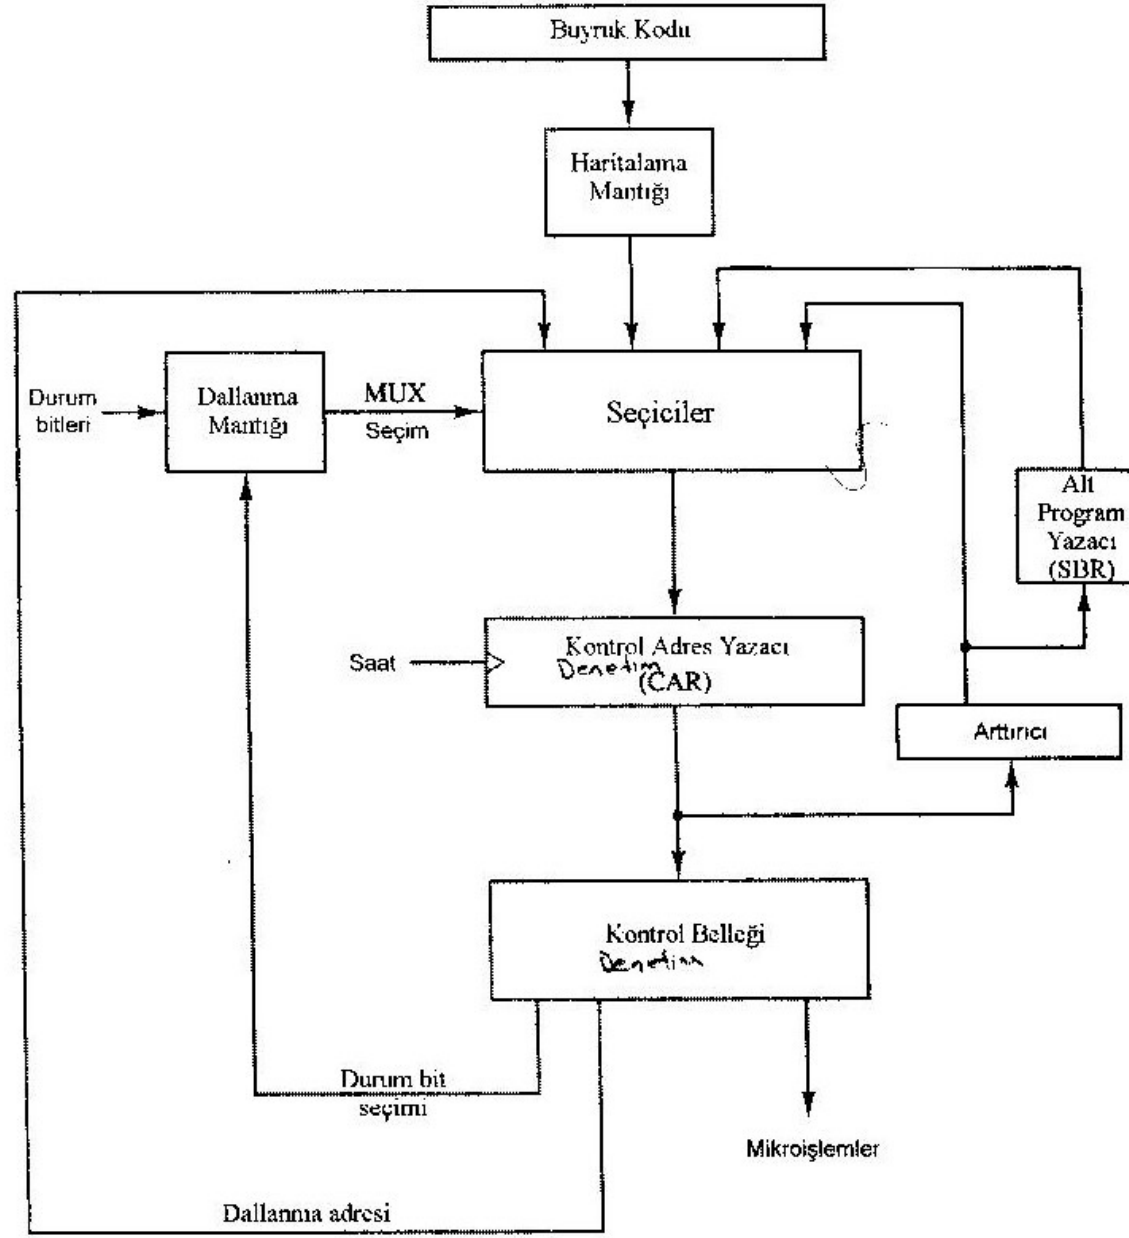 Buyruk Kodu
Haritalama
Mantığı
Durum
bitleri
Dallanma
Mantığı
MUX
Seçim
Seçiciler
Alt
Program
Yazacı
(SBR)
Saat
Kontrol Adres Yazacı
Denetim
(CAR)
Arttırıcı
Kontrol Belleği
Denetim
Durum bit
seçimi
Mikroişlemler
Dallanma adresi